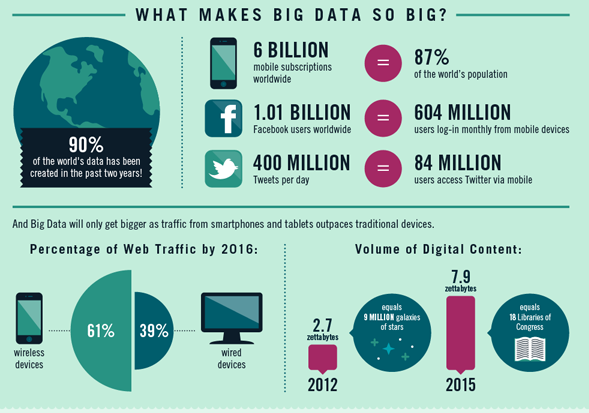 WHAT MAKES BIG DATA SO BIG?
90%
of the world's data has been
created in the past two years!
6 BILLION
mobile subscriptions
worldwide
=
87%
of the world's population
f
1.01 BILLION
Facebook users worldwide
=
604 MILLION
users log-in monthly from mobile devices
400 MILLION
Tweets per day
=
84 MILLION
users access Twitter via mobile
And Big Data will only get bigger as traffic from smartphones and tablets outpaces traditional devices.
Percentage of Web Traffic by 2016:
wireless
devices
61%
39%
wired
devices
Volume of Digital Content:
2.7
zettabytes
2012
equals
9 MILLION galaxies
of stars
7.9
zettabytes
2015
equals
18 Libraries of
Congress